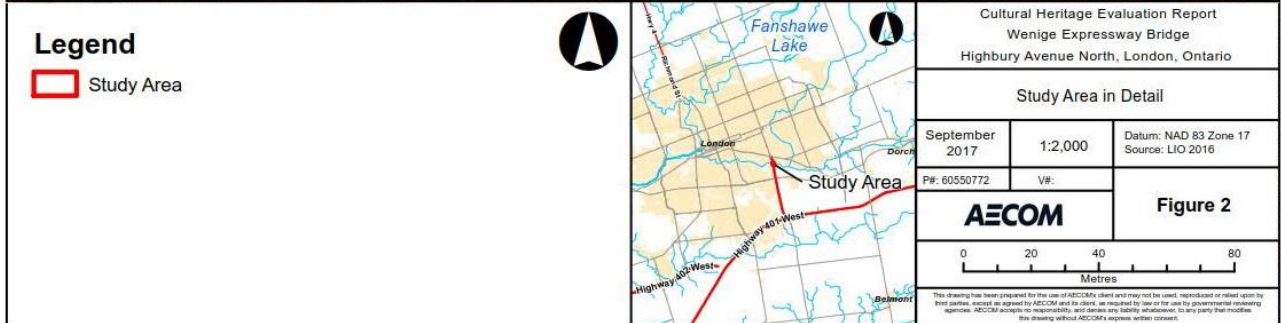 Legend
Study Area
Hwy 4
Richmond St
Fanshawe
Lake
London
Dorch
Study Area
Highway 401 West
Highway 402 West
Belmont
Cultural Heritage Evaluation Report
Wenige Expressway Bridge
Highbury Avenue North, London, Ontario
Study Area in Detail
September
2017
1:2,000
Datum: NAD 83 Zone 17
Source: LIO 2016
P#: 60550772
V#:
AECOM
Figure 2
0 20 40 80
Metres
This drawing has been prepared for the use of AECOM's client and may not be used, reproduced or relied upon by
third parties, except as agreed by AECOM and its client, as required by law or for use by governmental reviewing
agencies. AECOM accepts no responsibility, and denies any liability whatsoever, to any party that modifies
this drawing without AECOM's express written consent.